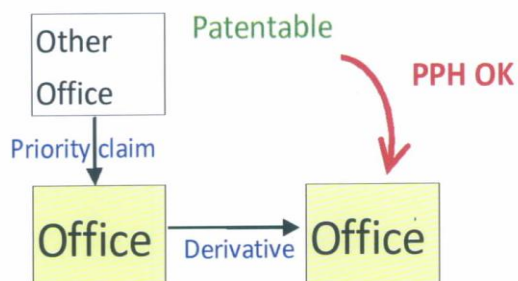 Other
Office
Patentable
PPH OK
Priority claim
Office
Derivative
Office